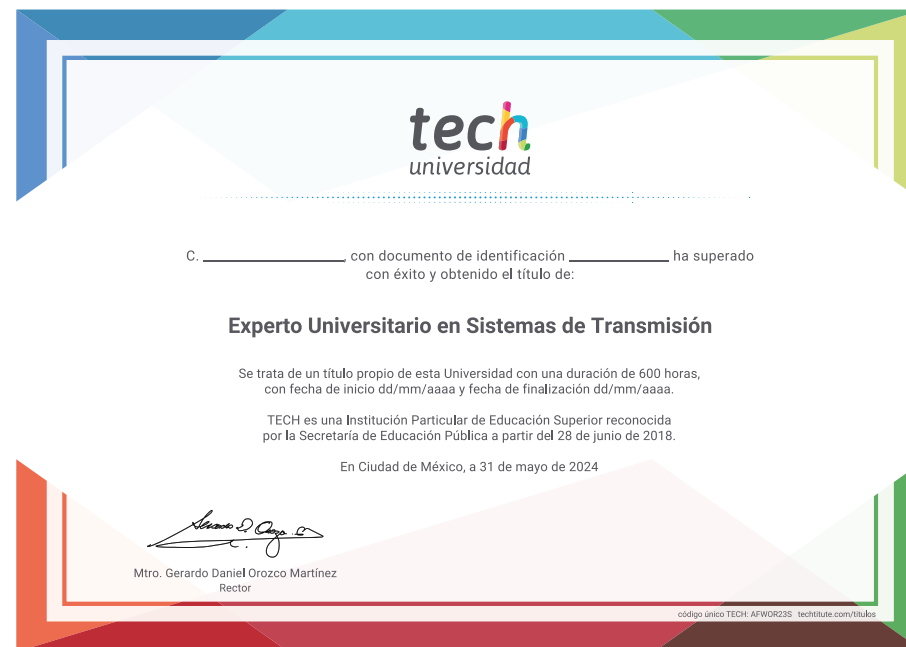 tech
universidad
C. ____________________, con documento de identificación ______________ ha superado
con éxito y obtenido el título de:
Experto Universitario en Sistemas de Transmisión
Se trata de un título propio de esta Universidad con una duración de 600 horas,
con fecha de inicio dd/mm/aaaa y fecha de finalización dd/mm/aaaa.
TECH es una Institución Particular de Educación Superior reconocida
por la Secretaría de Educación Pública a partir del 28 de junio de 2018.
En Ciudad de México, a 31 de mayo de 2024
Mtro. Gerardo Daniel Orozco Martínez
Rector
código único TECH: AFWOR23S techtitute.com/titulos